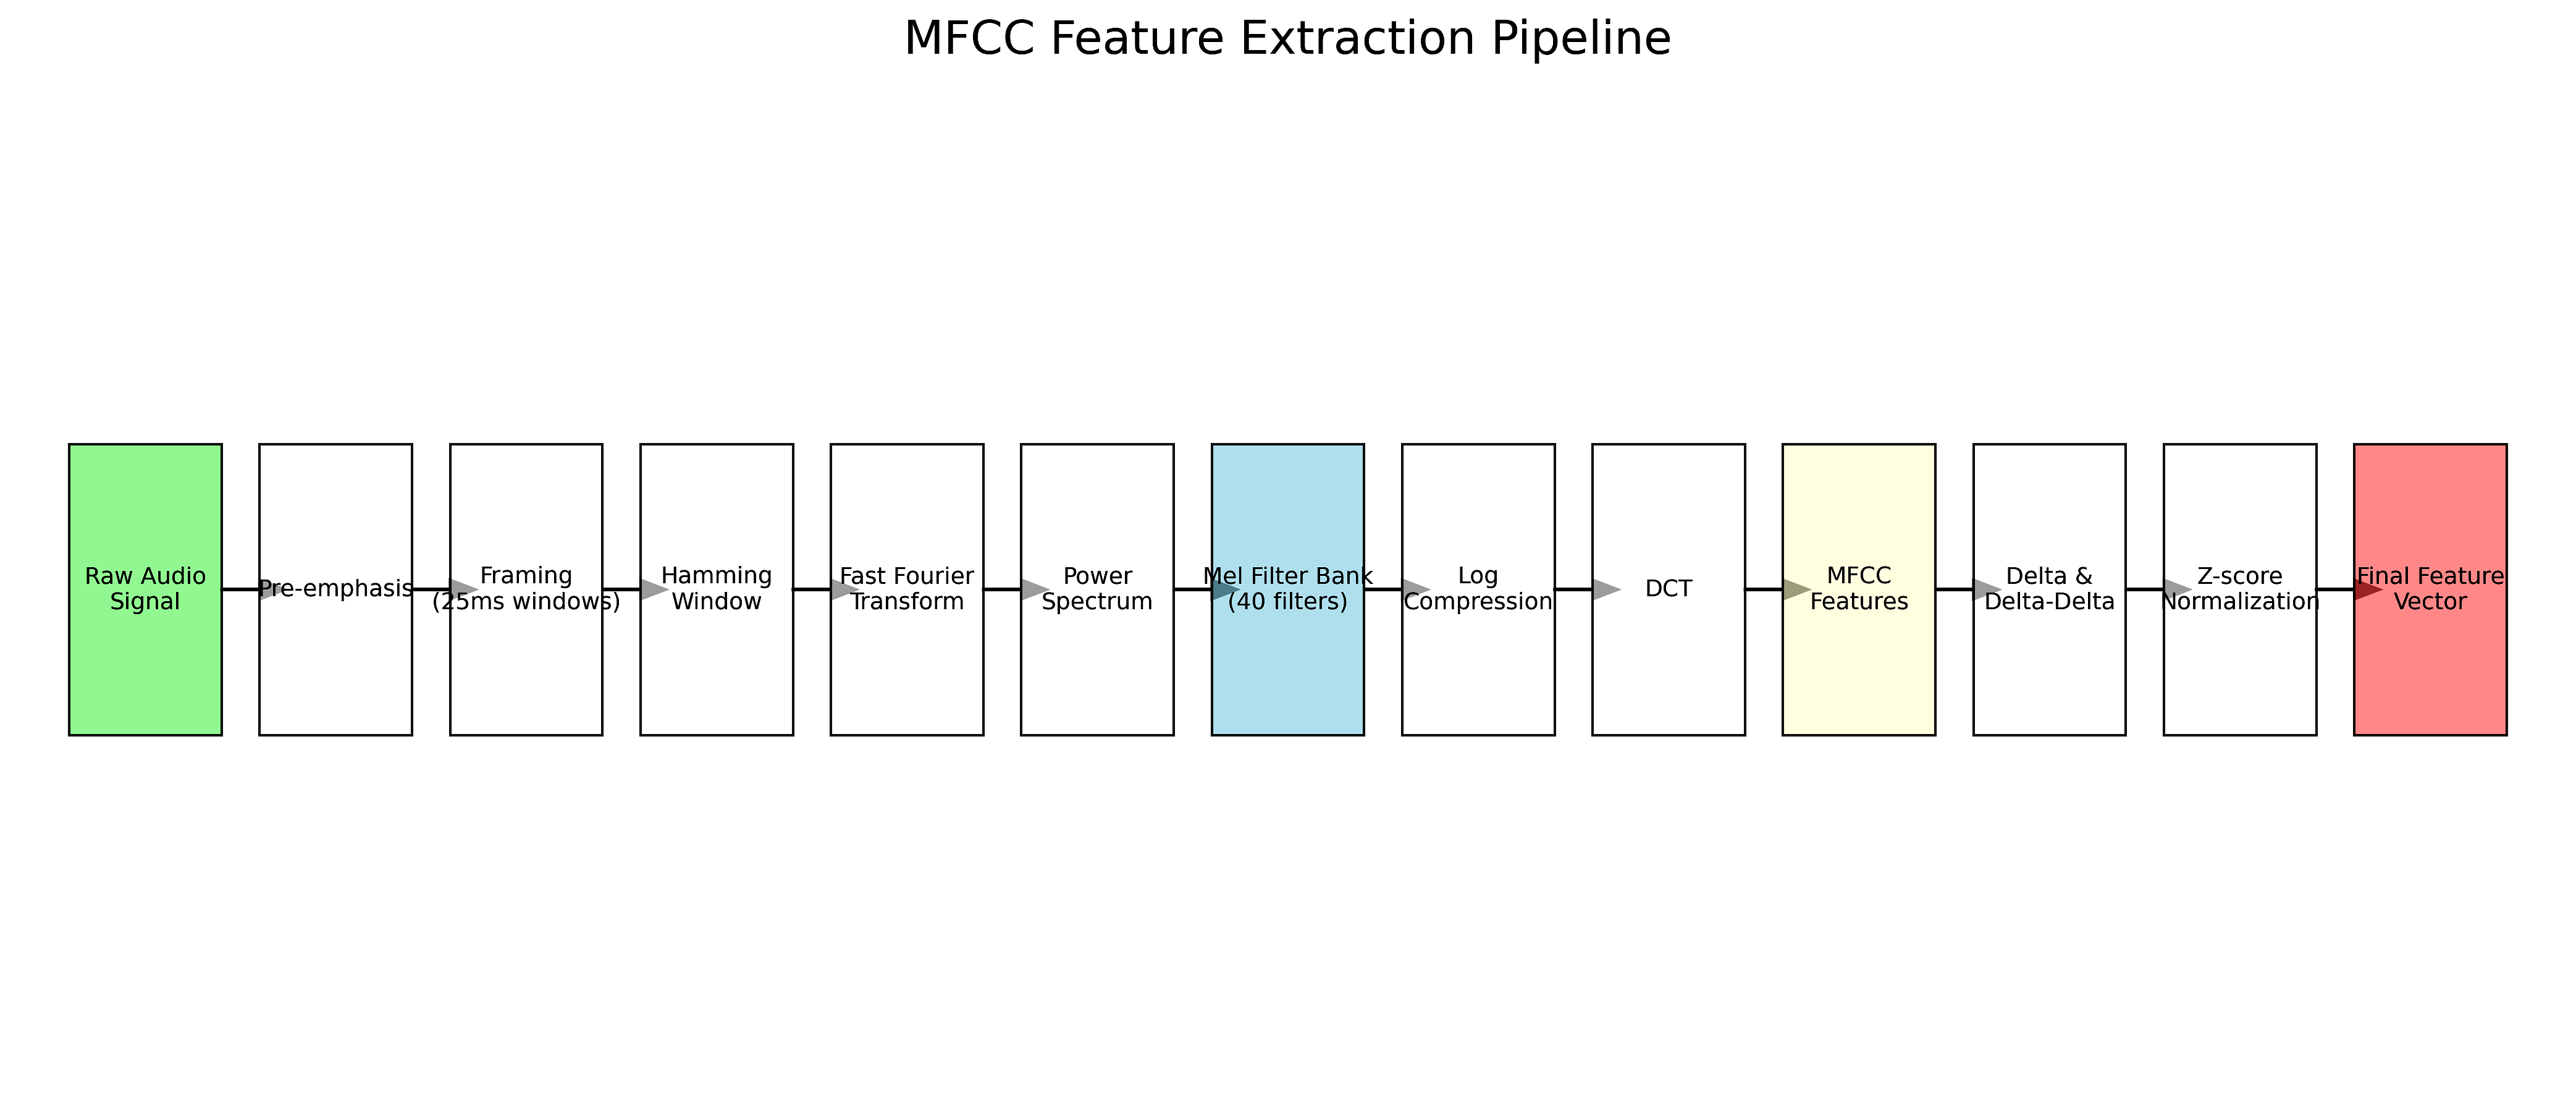 MFCC Feature Extraction Pipeline
Raw Audio
Signal
Pre-emphasis
Framing
(25ms windows)
Hamming
Window
Fast Fourier
Transform
Power
Spectrum
Mel Filter Bank
(40 filters)
Log
Compression
DCT
MFCC
Features
Delta &
Delta-Delta
Z-score
Normalization
Final Feature
Vector